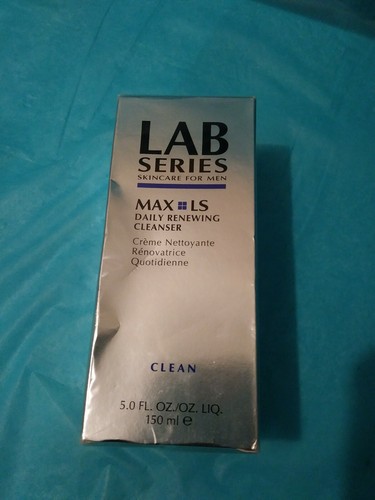 LAB
SERIES
SKINCARE FOR MEN
MAX LS
DAILY RENEWING
CLEANSER
Crème Nettoyante
Rénovatrice
Quotidienne
CLEAN
5.0 FL. OZ./OZ. LIQ.
150 ml ℮